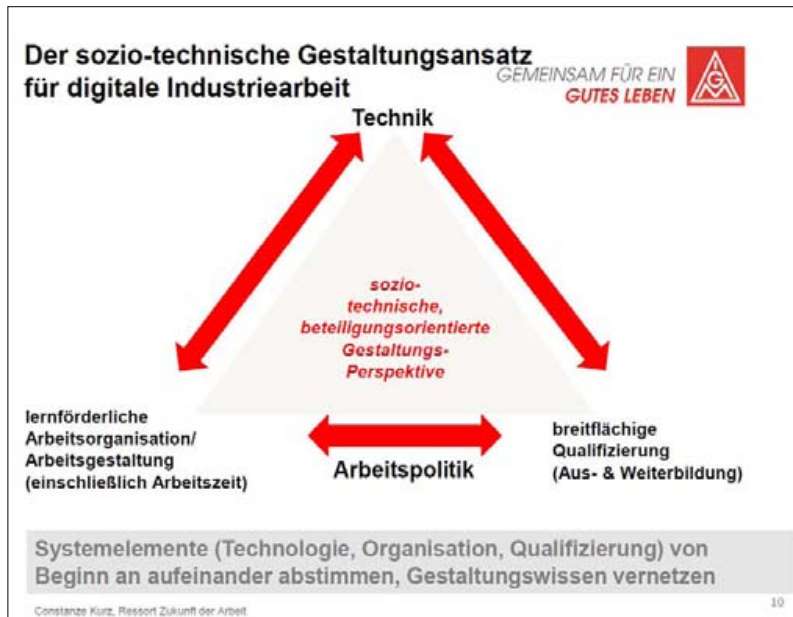 Der sozio-technische Gestaltungsansatz
für digitale Industriearbeit
GEMEINSAM FÜR EIN
GUTES LEBEN
IGM
Technik
sozio-
technische,
beteiligungsorientierte
Gestaltungs-
Perspektive
lernförderliche
Arbeitsorganisation/
Arbeitsgestaltung
(einschließlich Arbeitszeit)
Arbeitspolitik
breitflächige
Qualifizierung
(Aus- & Weiterbildung)
Systemelemente (Technologie, Organisation, Qualifizierung) von
Beginn an aufeinander abstimmen, Gestaltungswissen vernetzen
Constanze Kurz, Ressort Zukunft der Arbeit
10